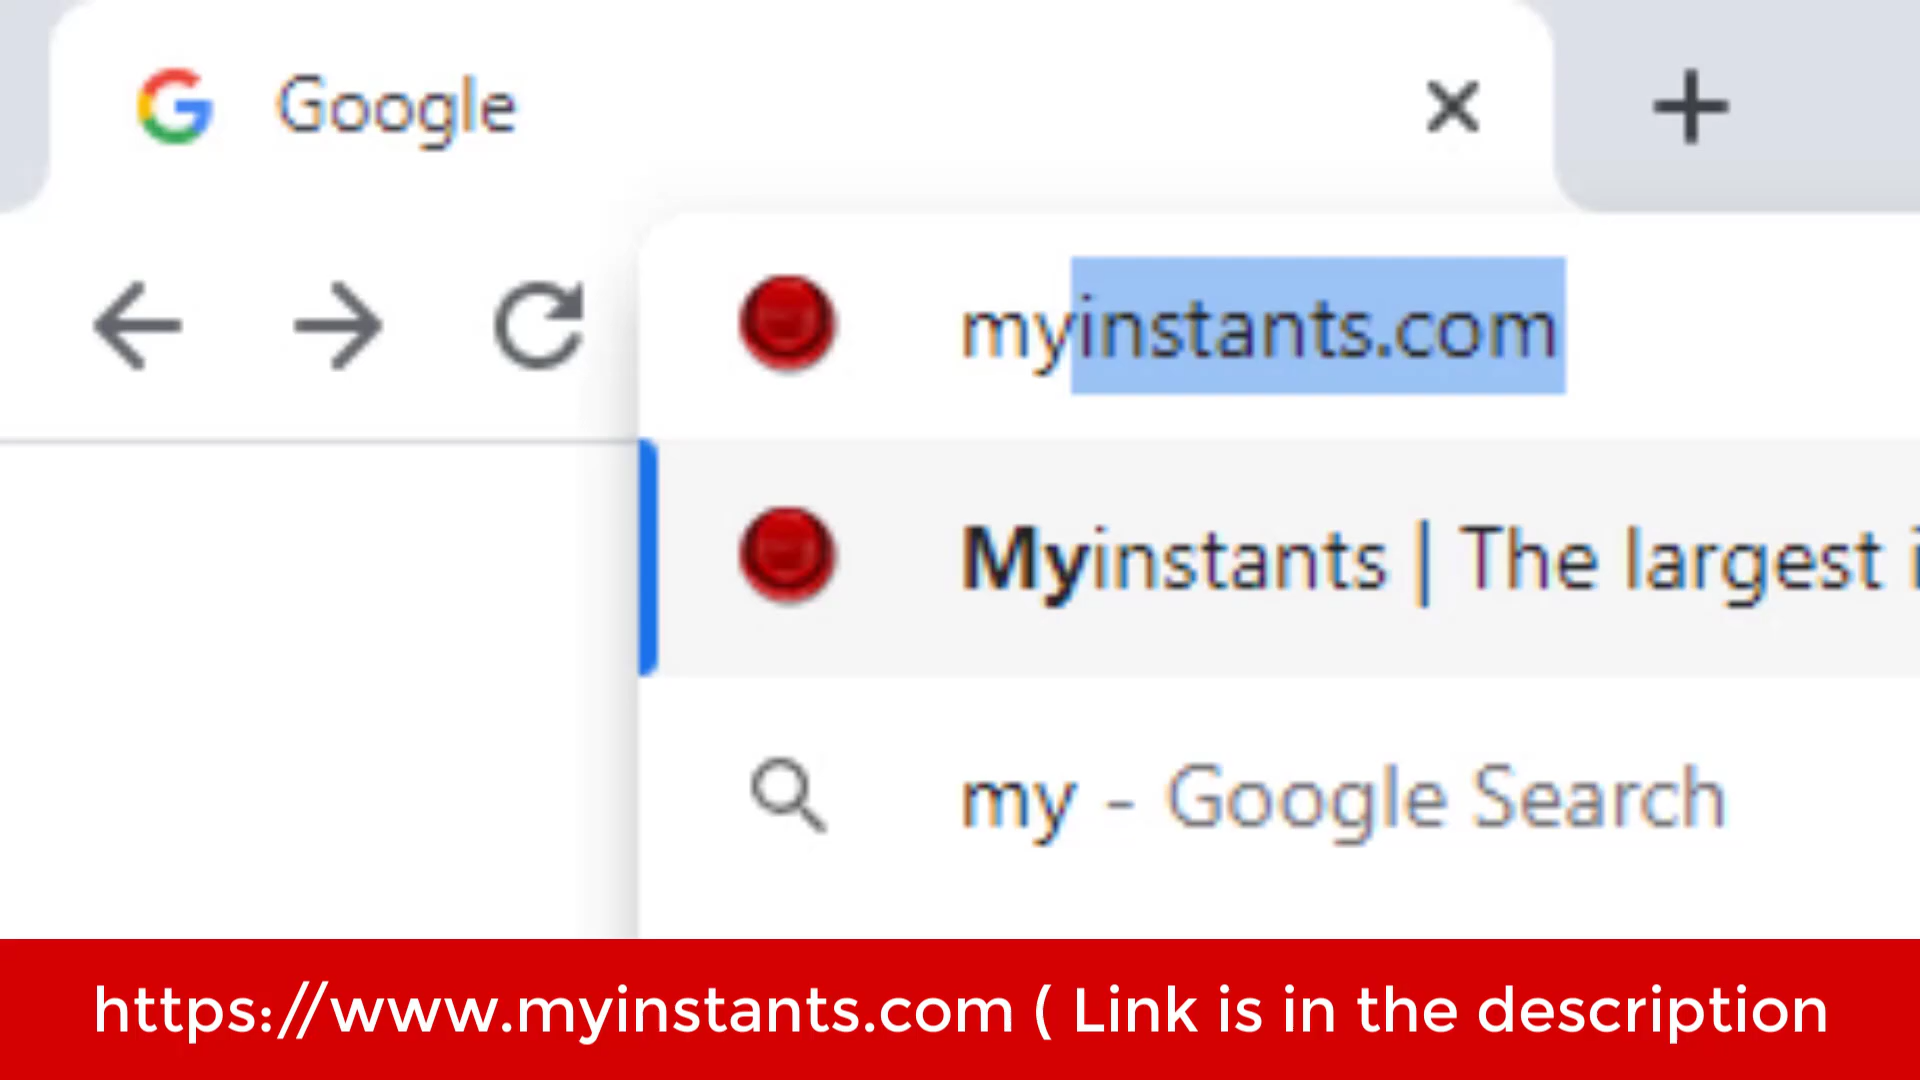 Google
myinstants.com
Myinstants | The largest
my - Google Search
https://www.myinstants.com ( Link is in the description